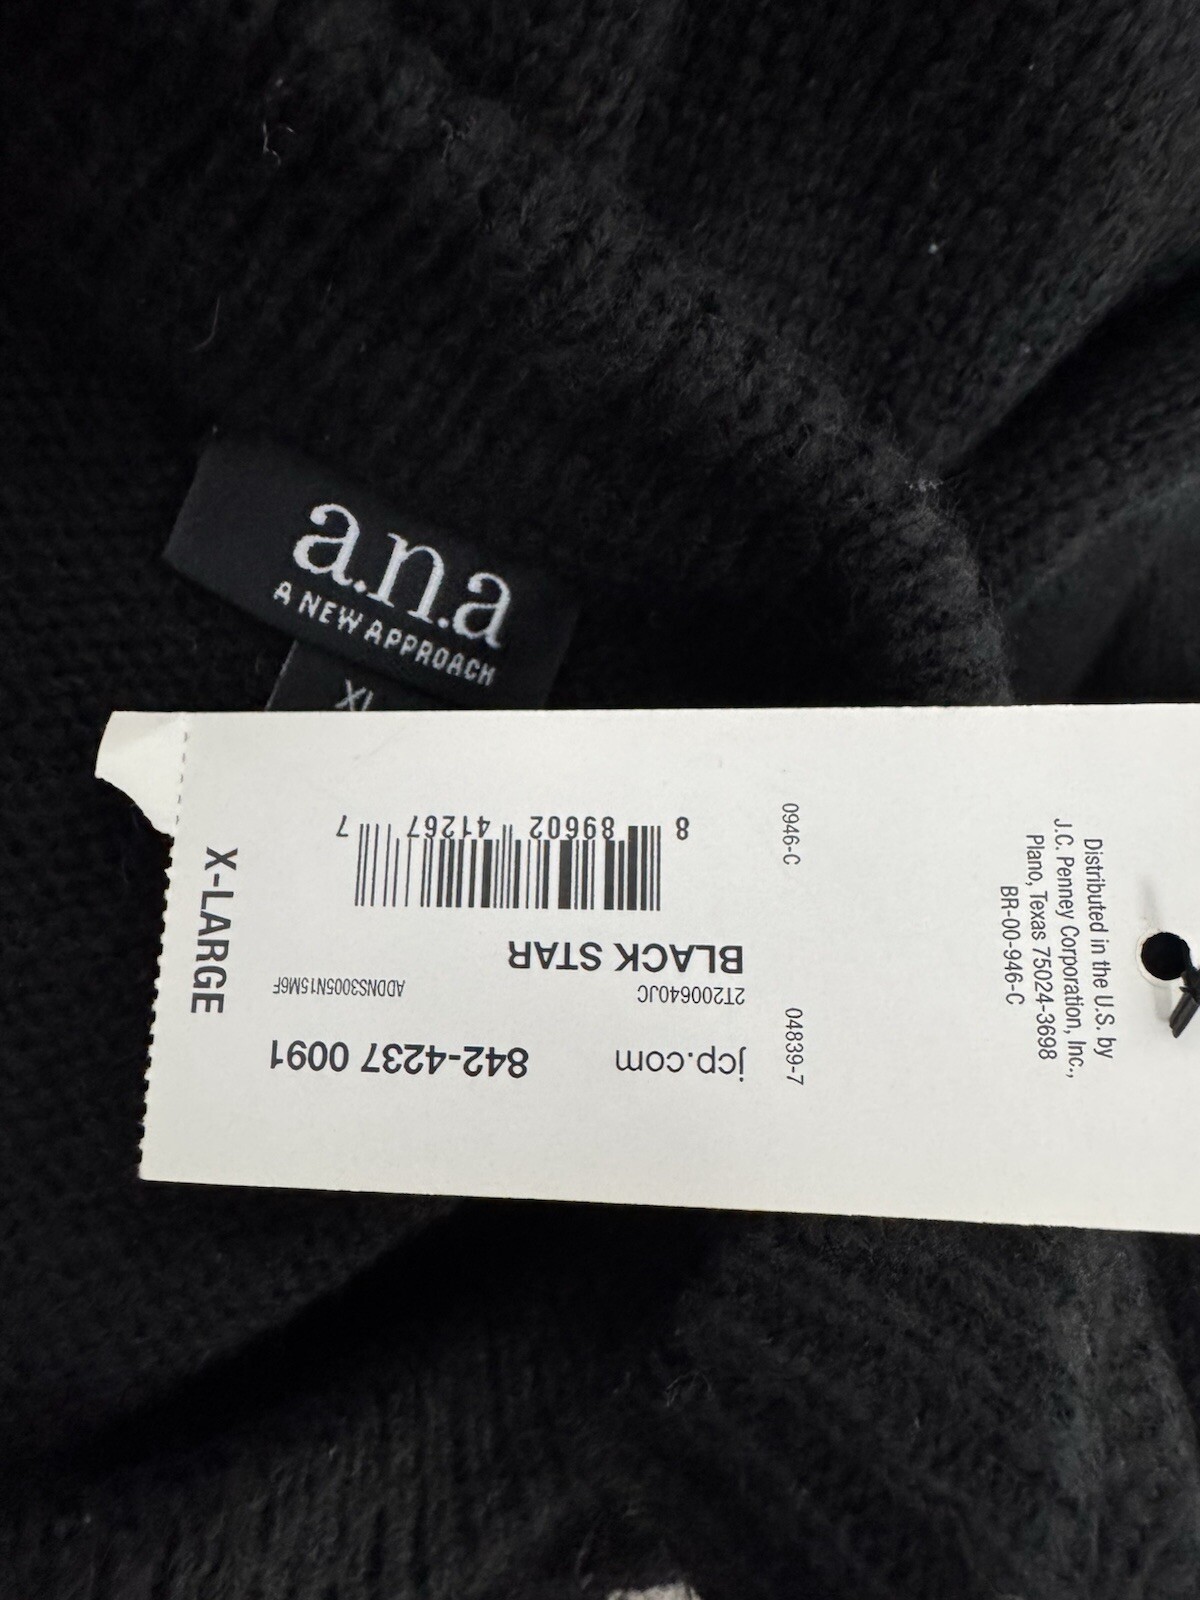 a.n.a
A NEW APPROACH
XL
X-LARGE
8 89602 41267 7
BLACK STAR
2T200640JC
ADDNS3005N15M6F
jcp.com 842-4237 0091
0946-C
04839-7
Distributed in the U.S. by
J.C. Penney Corporation, Inc.,
Plano, Texas 75024-3698
BR-00-946-C